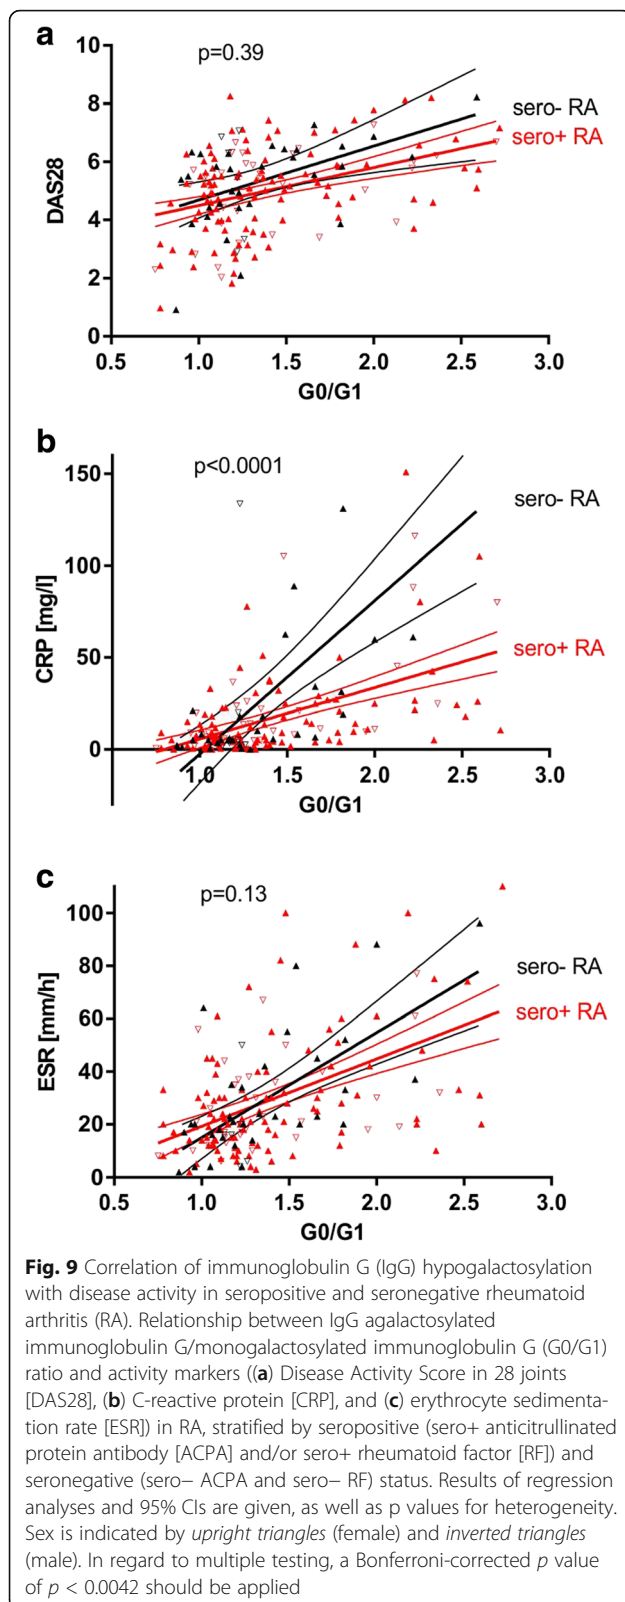 a
p=0.39
10
8
6
4
2
0
DAS28
sero- RA
sero+ RA
0.5 1.0 1.5 2.0 2.5 3.0
G0/G1
b
p<0.0001
150
100
50
0
CRP [mg/l]
sero- RA
sero+ RA
1.0 1.5 2.0 2.5 3.0
G0/G1
c
p=0.13
100
80
60
40
20
0
ESR [mm/h]
sero- RA
sero+ RA
0.5 1.0 1.5 2.0 2.5 3.0
G0/G1
Fig. 9 Correlation of immunoglobulin G (IgG) hypogalactosylation
with disease activity in seropositive and seronegative rheumatoid
arthritis (RA). Relationship between IgG agalactosylated
immunoglobulin G/monogalactosylated immunoglobulin G (G0/G1)
ratio and activity markers ((a) Disease Activity Score in 28 joints
[DAS28], (b) C-reactive protein [CRP], and (c) erythrocyte sedimenta-
tion rate [ESR]) in RA, stratified by seropositive (sero+ anticitrullinated
protein antibody [ACPA] and/or sero+ rheumatoid factor [RF]) and
seronegative (sero− ACPA and sero− RF) status. Results of regression
analyses and 95% CIs are given, as well as p values for heterogeneity.
Sex is indicated by upright triangles (female) and inverted triangles
(male). In regard to multiple testing, a Bonferroni-corrected p value
of p < 0.0042 should be applied